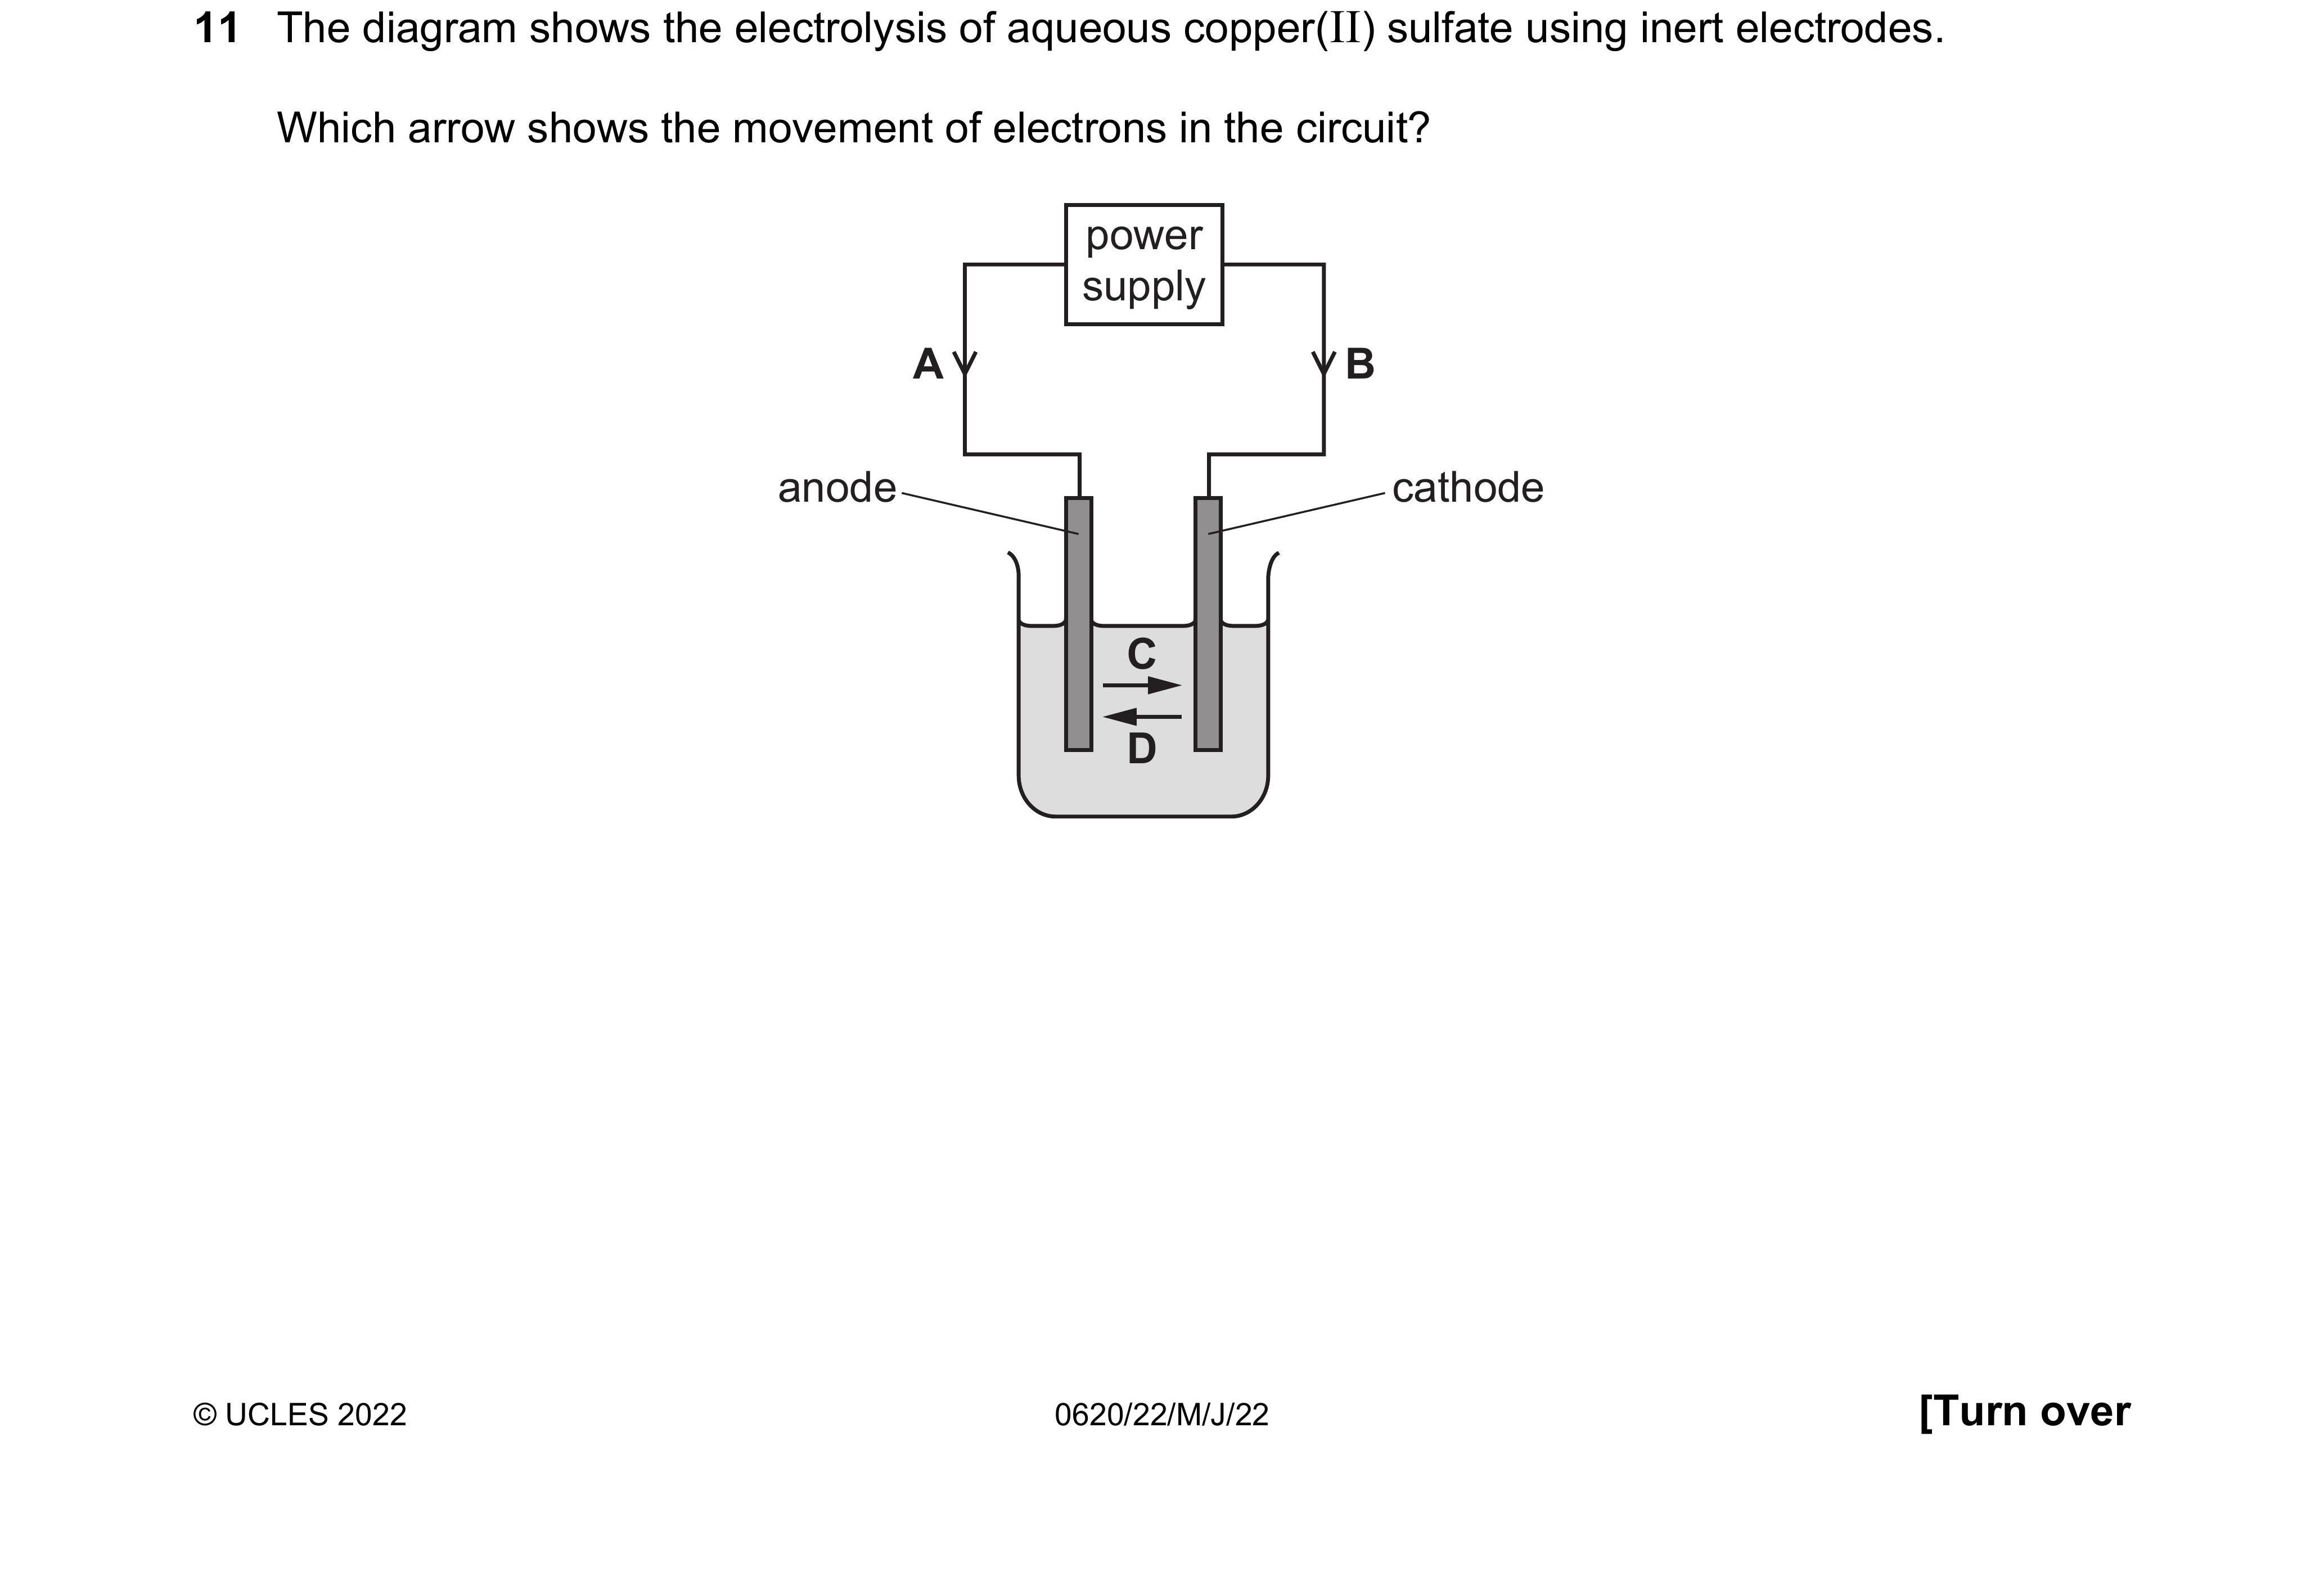 11 The diagram shows the electrolysis of aqueous copper(II) sulfate using inert electrodes.
Which arrow shows the movement of electrons in the circuit?
power
supply
A
B
anode
cathode
C
D
© UCLES 2022
0620/22/M/J/22
[Turn over